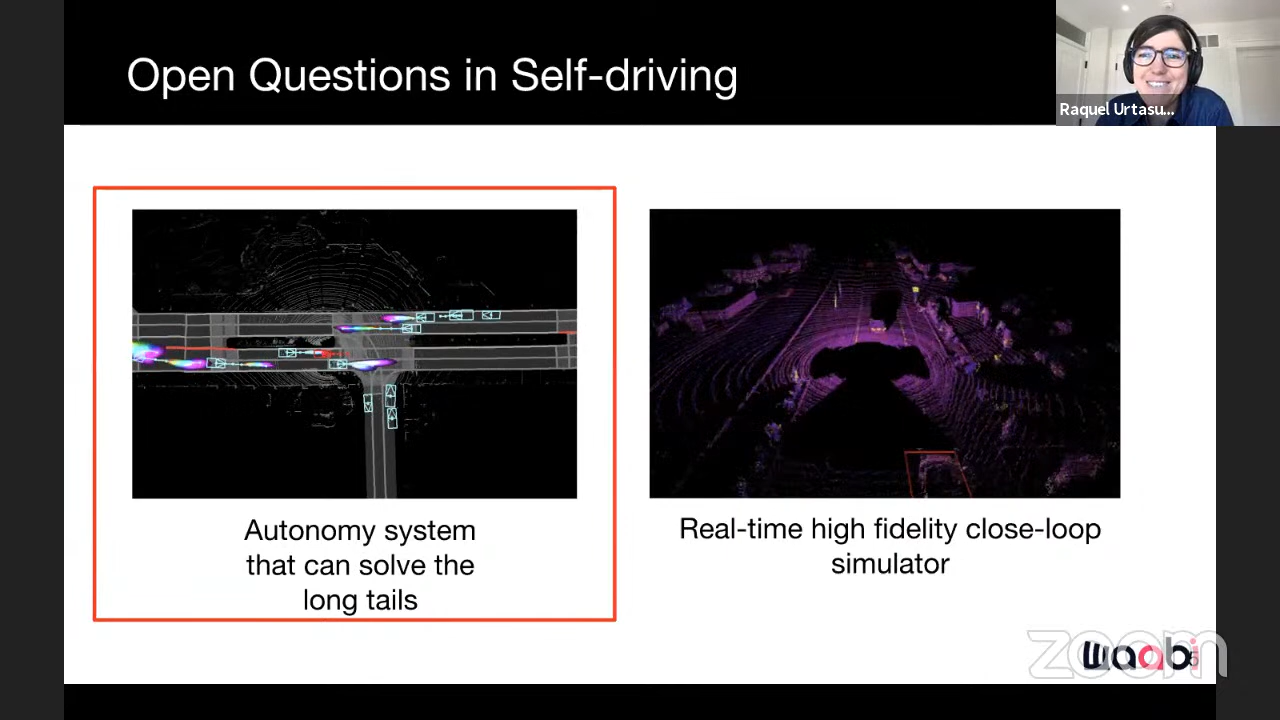 Open Questions in Self-driving
Raquel Urtasu...
Autonomy system
that can solve the
long tails
Real-time high fidelity close-loop
simulator
zoom
waabi